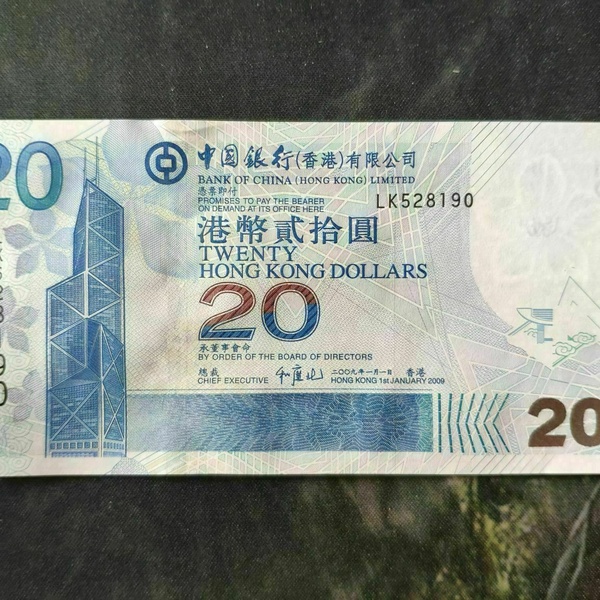 20
中國銀行(香港)有限公司
BANK OF CHINA (HONG KONG) LIMITED
憑票即付
PROMISES TO PAY THE BEARER
ON DEMAND AT ITS OFFICE HERE
LK528190
港幣貳拾圓
TWENTY
HONG KONG DOLLARS
20
承董事會命
BY ORDER OF THE BOARD OF DIRECTORS
總裁
CHIEF EXECUTIVE
二〇〇九年一月一日 香港
HONG KONG 1st JANUARY 2009
20